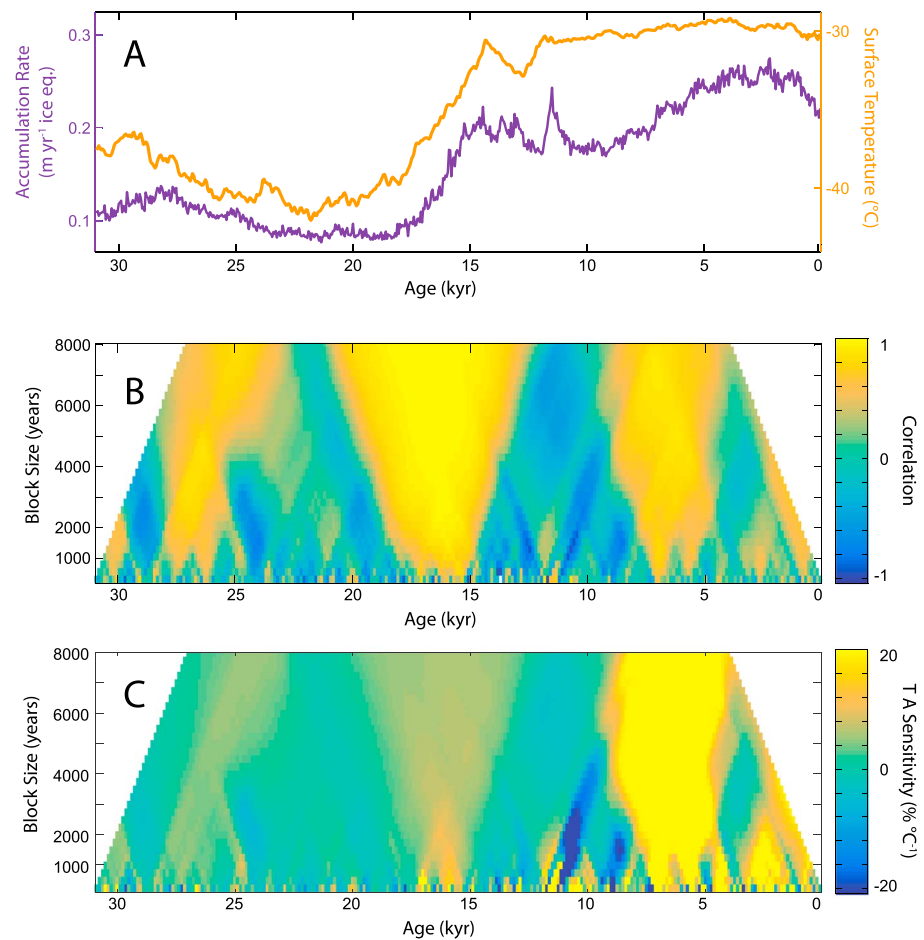 A
0.3
0.2
0.1
Accumulation Rate
(m yr⁻¹ ice eq.)
-30
-40
Surface Temperature (°C)
30 25 20 15 10 5 0
Age (kyr)
B
8000
6000
4000
2000
1000
Block Size (years)
30 25 20 15 10 5 0
Age (kyr)
1
0
-1
Correlation
C
8000
6000
4000
2000
1000
Block Size (years)
30 25 20 15 10 5 0
Age (kyr)
20
0
-20
T A Sensitivity (% °C⁻¹)